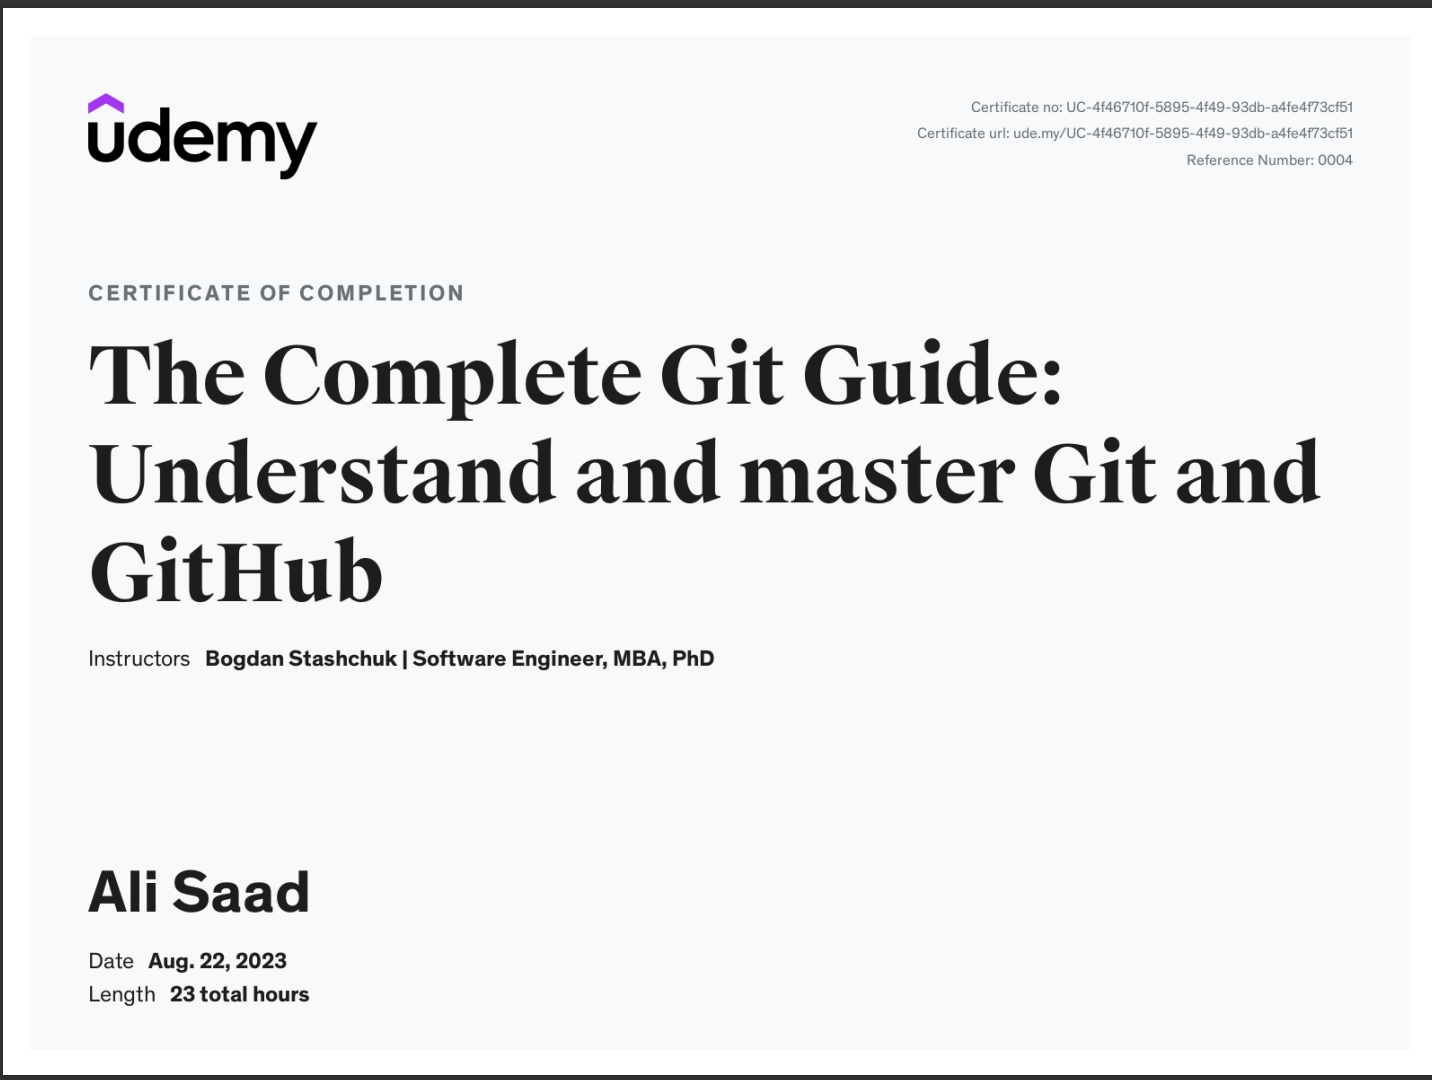 udemy
Certificate no: UC-4f46710f-5895-4f49-93db-a4fe4f73cf51
Certificate url: ude.my/UC-4f46710f-5895-4f49-93db-a4fe4f73cf51
Reference Number: 0004
CERTIFICATE OF COMPLETION
The Complete Git Guide:
Understand and master Git and
GitHub
Instructors Bogdan Stashchuk | Software Engineer, MBA, PhD
Ali Saad
Date Aug. 22, 2023
Length 23 total hours